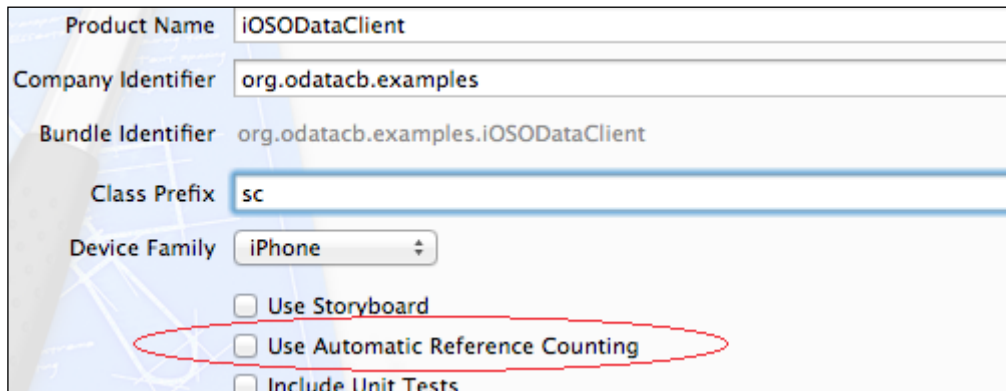 Product Name iOSODataClient
Company Identifier org.odatacb.examples
Bundle Identifier org.odatacb.examples.iOSODataClient
Class Prefix sc
Device Family iPhone
Use Storyboard
Use Automatic Reference Counting
Include Unit Tests